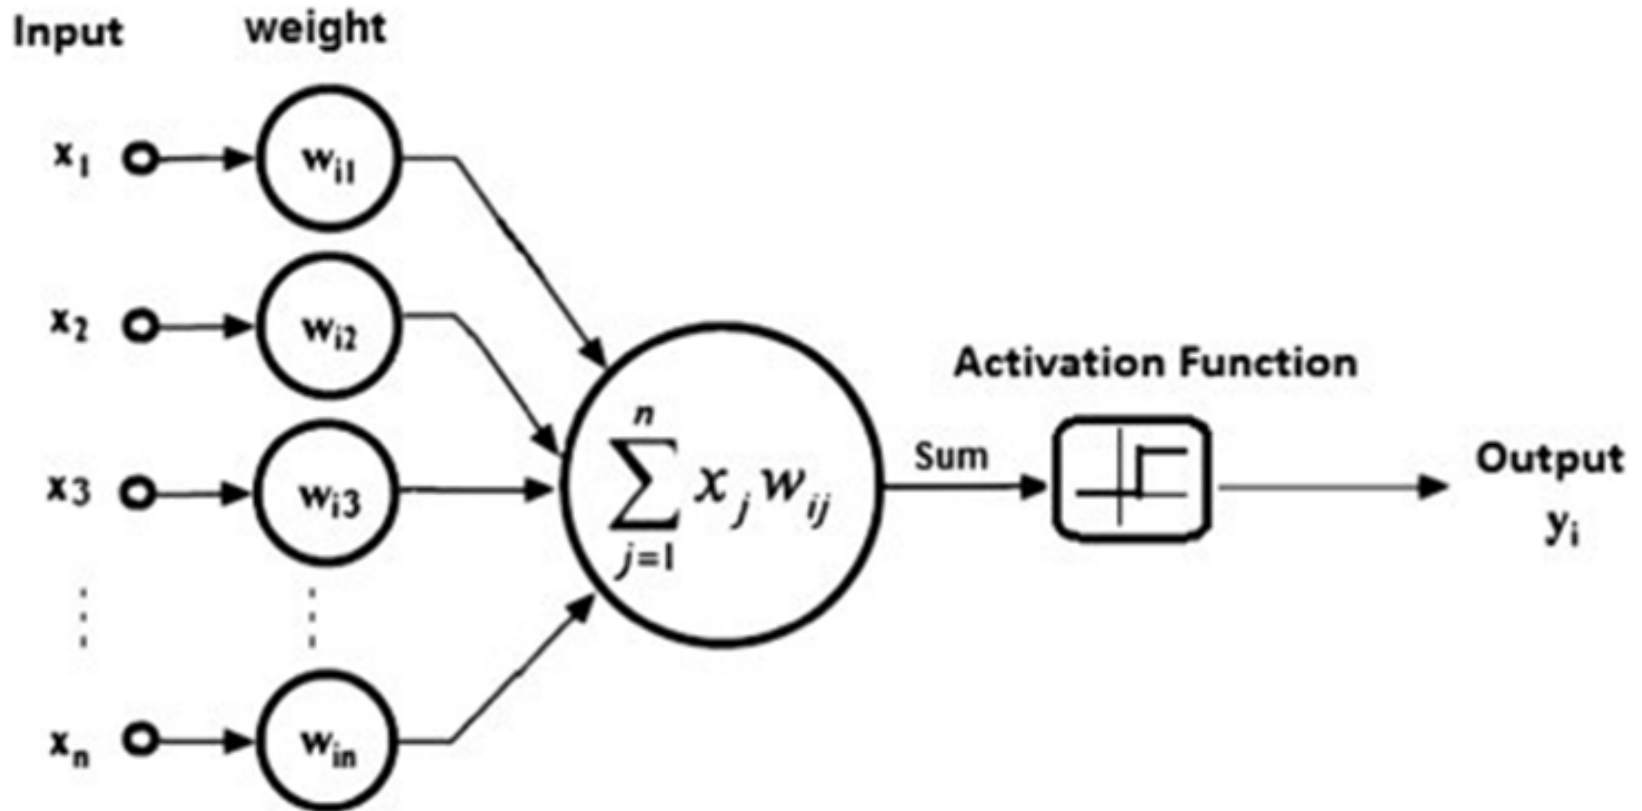 Input weight
x₁ wᵢ₁
x₂ wᵢ₂
Activation Function
n
∑ xⱼ wᵢⱼ
j=1
Sum
Output
yᵢ
x3 wᵢ3
xₙ wᵢₙ